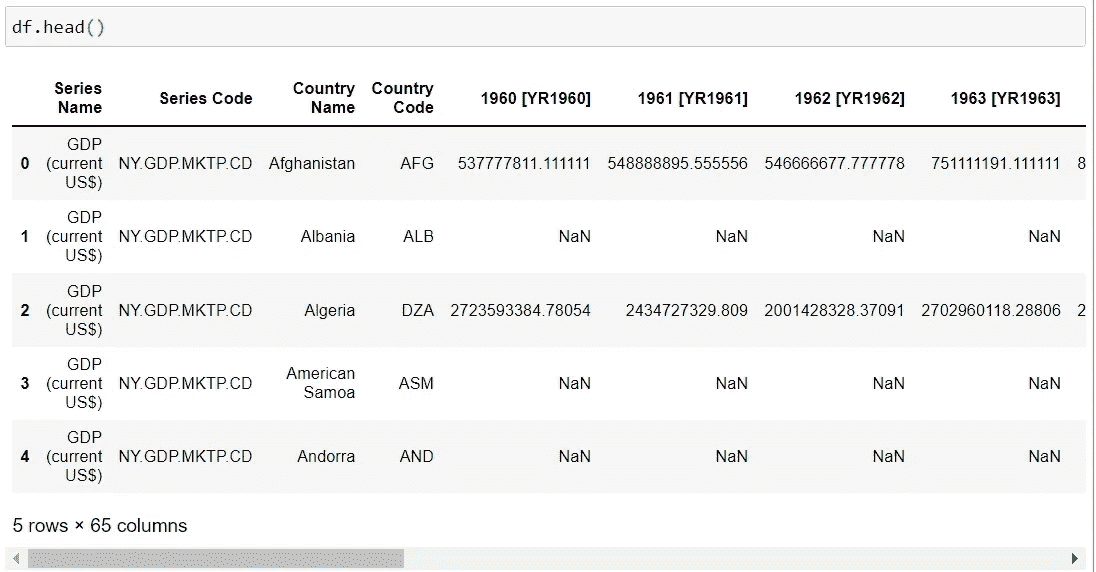 df.head()
Series Name Series Code Country Name Country Code 1960 [YR1960] 1961 [YR1961] 1962 [YR1962] 1963 [YR1963]
0 GDP (current US$) NY.GDP.MKTP.CD Afghanistan AFG 537777811.111111 548888895.555556 546666677.777778 751111191.111111 8
1 GDP (current US$) NY.GDP.MKTP.CD Albania ALB NaN NaN NaN NaN
2 GDP (current US$) NY.GDP.MKTP.CD Algeria DZA 2723593384.78054 2434727329.809 2001428328.37091 2702960118.28806 2
3 GDP (current US$) NY.GDP.MKTP.CD American Samoa ASM NaN NaN NaN NaN
4 GDP (current US$) NY.GDP.MKTP.CD Andorra AND NaN NaN NaN NaN
5 rows × 65 columns